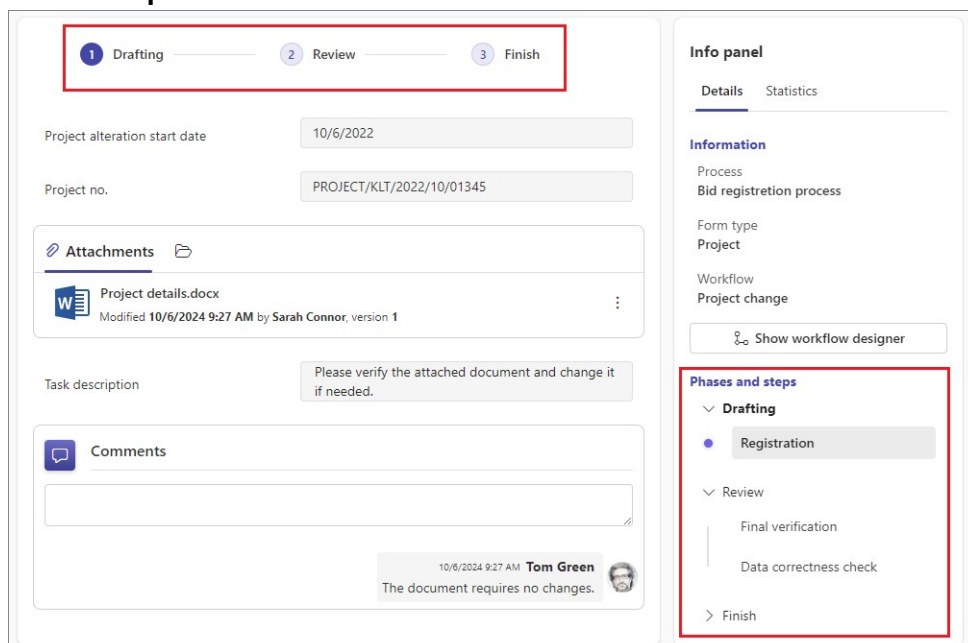 1 Drafting 2 Review 3 Finish
Project alteration start date 10/6/2022
Project no. PROJECT/KLT/2022/10/01345
Attachments
Project details.docx
Modified 10/6/2024 9:27 AM by Sarah Connor, version 1
Task description
Please verify the attached document and change it
if needed.
Comments
10/6/2024 9:27 AM Tom Green
The document requires no changes.
Info panel
Details Statistics
Information
Process
Bid registretion process
Form type
Project
Workflow
Project change
Show workflow designer
Phases and steps
Drafting
Registration
Review
Final verification
Data correctness check
Finish